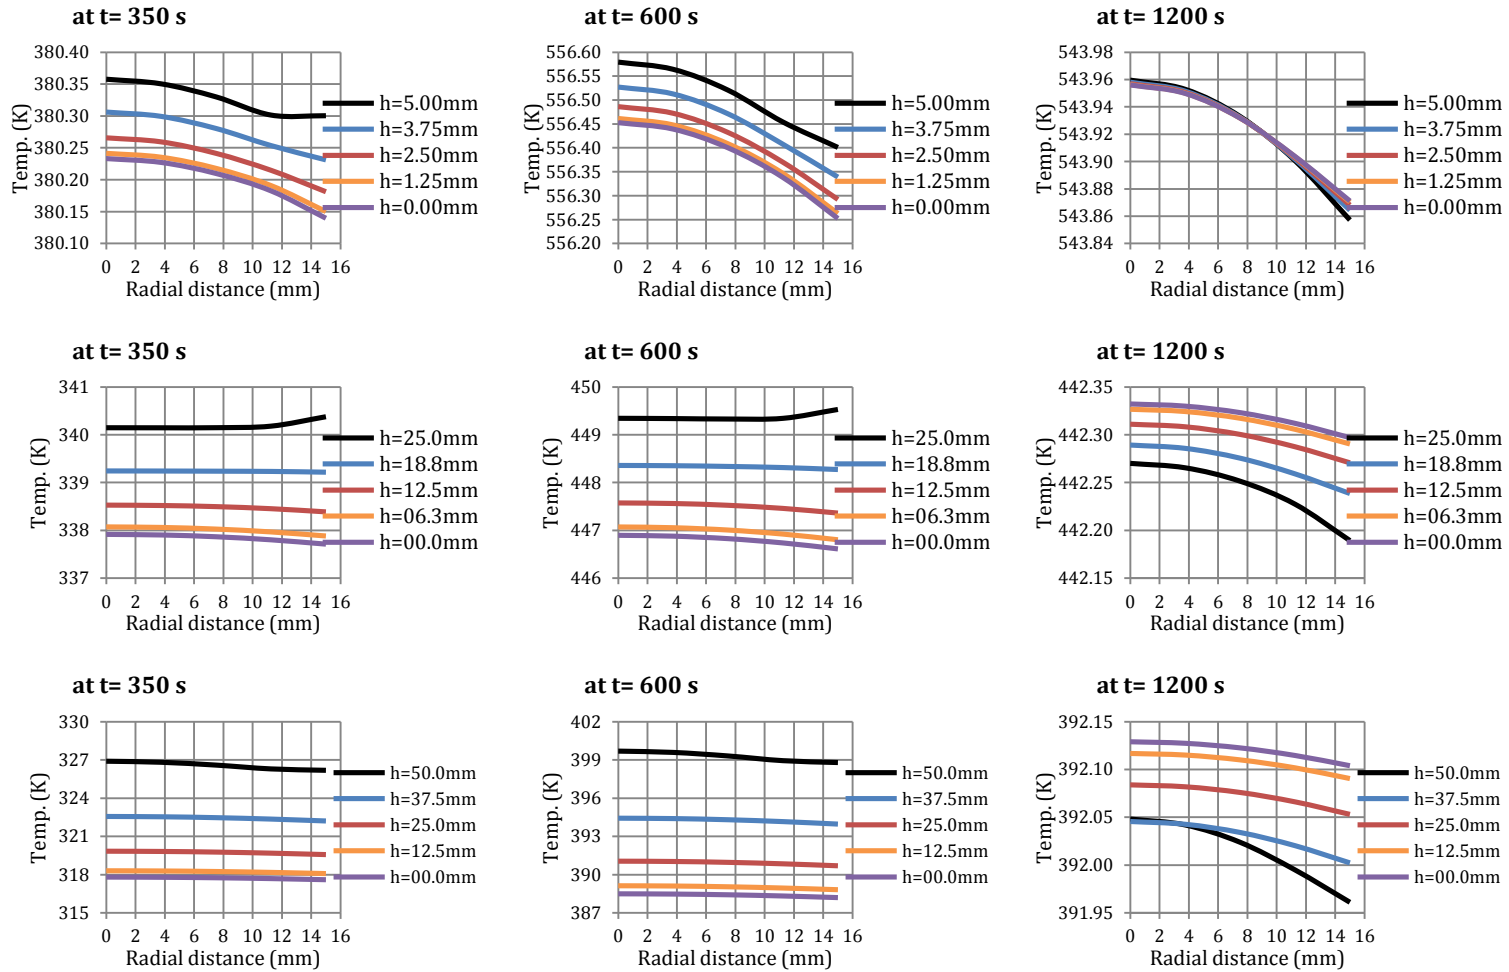 at t= 350 s
380.40
380.35
380.30
380.25
380.20
380.15
380.10
Temp. (K)
0 2 4 6 8 10 12 14 16
Radial distance (mm)
h=5.00mm
h=3.75mm
h=2.50mm
h=1.25mm
h=0.00mm
at t= 600 s
556.60
556.55
556.50
556.45
556.40
556.35
556.30
556.25
556.20
Temp. (K)
0 2 4 6 8 10 12 14 16
Radial distance (mm)
h=5.00mm
h=3.75mm
h=2.50mm
h=1.25mm
h=0.00mm
at t= 1200 s
543.98
543.96
543.94
543.92
543.90
543.88
543.86
543.84
Temp. (K)
0 2 4 6 8 10 12 14 16
Radial distance (mm)
h=5.00mm
h=3.75mm
h=2.50mm
h=1.25mm
h=0.00mm
at t= 350 s
341
340
339
338
337
Temp. (K)
0 2 4 6 8 10 12 14 16
Radial distance (mm)
h=25.0mm
h=18.8mm
h=12.5mm
h=06.3mm
h=00.0mm
at t= 600 s
450
449
448
447
446
Temp. (K)
0 2 4 6 8 10 12 14 16
Radial distance (mm)
h=25.0mm
h=18.8mm
h=12.5mm
h=06.3mm
h=00.0mm
at t= 1200 s
442.35
442.30
442.25
442.20
442.15
Temp. (K)
0 2 4 6 8 10 12 14 16
Radial distance (mm)
h=25.0mm
h=18.8mm
h=12.5mm
h=06.3mm
h=00.0mm
at t= 350 s
330
327
324
321
318
315
Temp. (K)
0 2 4 6 8 10 12 14 16
Radial distance (mm)
h=50.0mm
h=37.5mm
h=25.0mm
h=12.5mm
h=00.0mm
at t= 600 s
402
399
396
393
390
387
Temp. (K)
0 2 4 6 8 10 12 14 16
Radial distance (mm)
h=50.0mm
h=37.5mm
h=25.0mm
h=12.5mm
h=00.0mm
at t= 1200 s
392.15
392.10
392.05
392.00
391.95
Temp. (K)
0 2 4 6 8 10 12 14 16
Radial distance (mm)
h=50.0mm
h=37.5mm
h=25.0mm
h=12.5mm
h=00.0mm